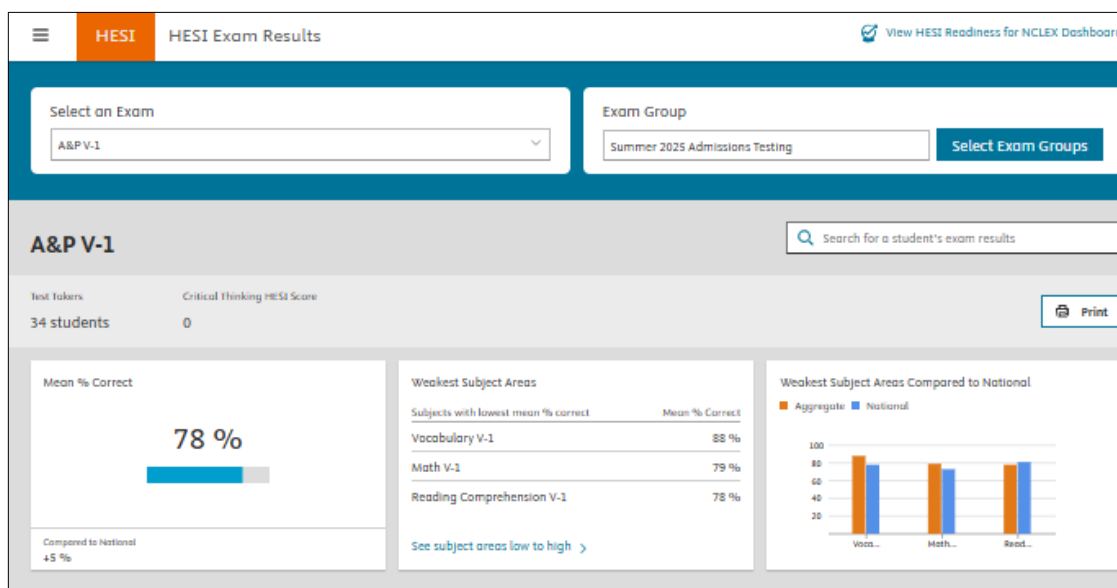 HESI HESI Exam Results View HESI Readiness for NCLEX Dashboar
Select an Exam
A&P V-1
Exam Group
Summer 2025 Admissions Testing Select Exam Groups
A&P V-1
Search for a student's exam results
Test Takers
34 students
Critical Thinking HESI Score
0
Print
Mean % Correct
78 %
Compared to National
+5 %
Weakest Subject Areas
Subjects with lowest mean % correct Mean % Correct
Vocabulary V-1 88 %
Math V-1 79 %
Reading Comprehension V-1 78 %
See subject areas low to high
Weakest Subject Areas Compared to National
Aggregate National
100
80
60
40
20
Voca... Math... Read...